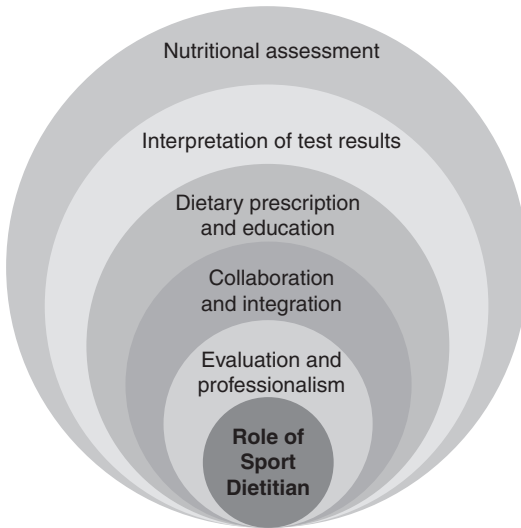 Nutritional assessment
Interpretation of test results
Dietary prescription
and education
Collaboration
and integration
Evaluation and
professionalism
Role of
Sport
Dietitian